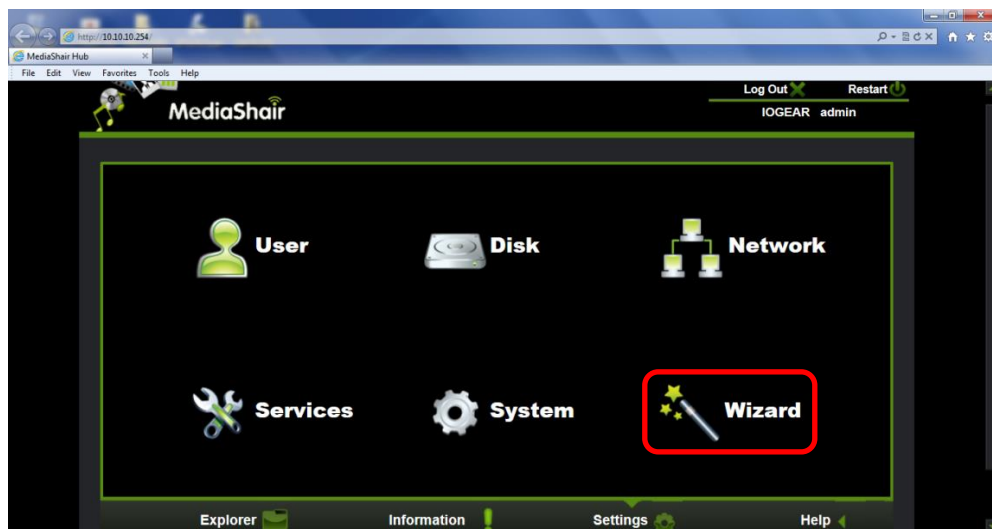 http://10.10.10.254/
MediaShair Hub
File Edit View Favorites Tools Help
MediaShair
Log Out Restart
IOGEAR admin
User Disk Network
Services System Wizard
Explorer Information Settings Help